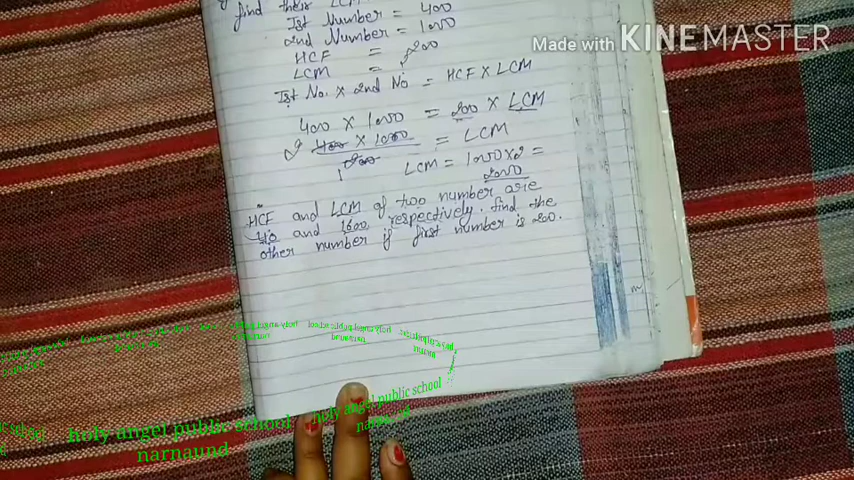 find their LCM
Ist Number = 400
2nd Number = 1000
HCF = 200
LCM = ?
Ist No. × 2nd No = HCF × LCM
400 × 1000 = 200 × LCM
2 400 × 1000 = LCM
1 200
LCM = 1000×2 =
2000
HCF and LCM of two number are
40 and 1600 respectively. find the
other number if first number is 200.
Made with KINEMASTER
holy angel public school
narnaund
holy angel public school